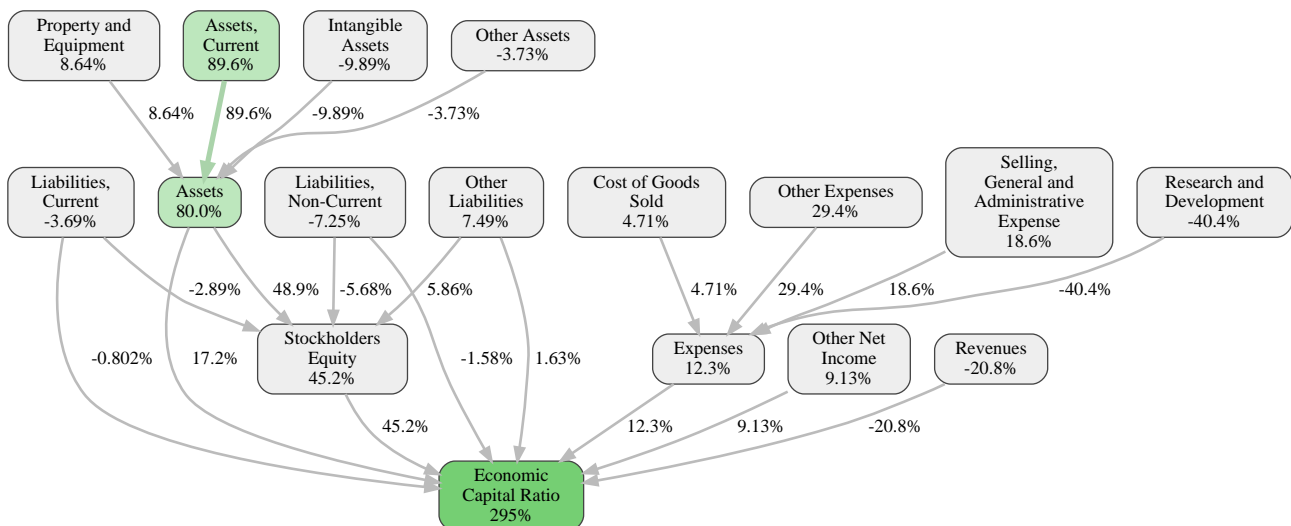 Property and
Equipment
8.64%
Assets,
Current
89.6%
Intangible
Assets
-9.89%
Other Assets
-3.73%
8.64%
89.6%
-9.89%
-3.73%
Liabilities,
Current
-3.69%
Assets
80.0%
Liabilities,
Non-Current
-7.25%
Other
Liabilities
7.49%
Cost of Goods
Sold
4.71%
Other Expenses
29.4%
Selling,
General and
Administrative
Expense
18.6%
Research and
Development
-40.4%
-2.89%
48.9%
-5.68%
5.86%
4.71%
29.4%
18.6%
-40.4%
Stockholders
Equity
45.2%
Expenses
12.3%
Other Net
Income
9.13%
Revenues
-20.8%
-0.802%
17.2%
-1.58%
1.63%
45.2%
12.3%
9.13%
-20.8%
Economic
Capital Ratio
295%